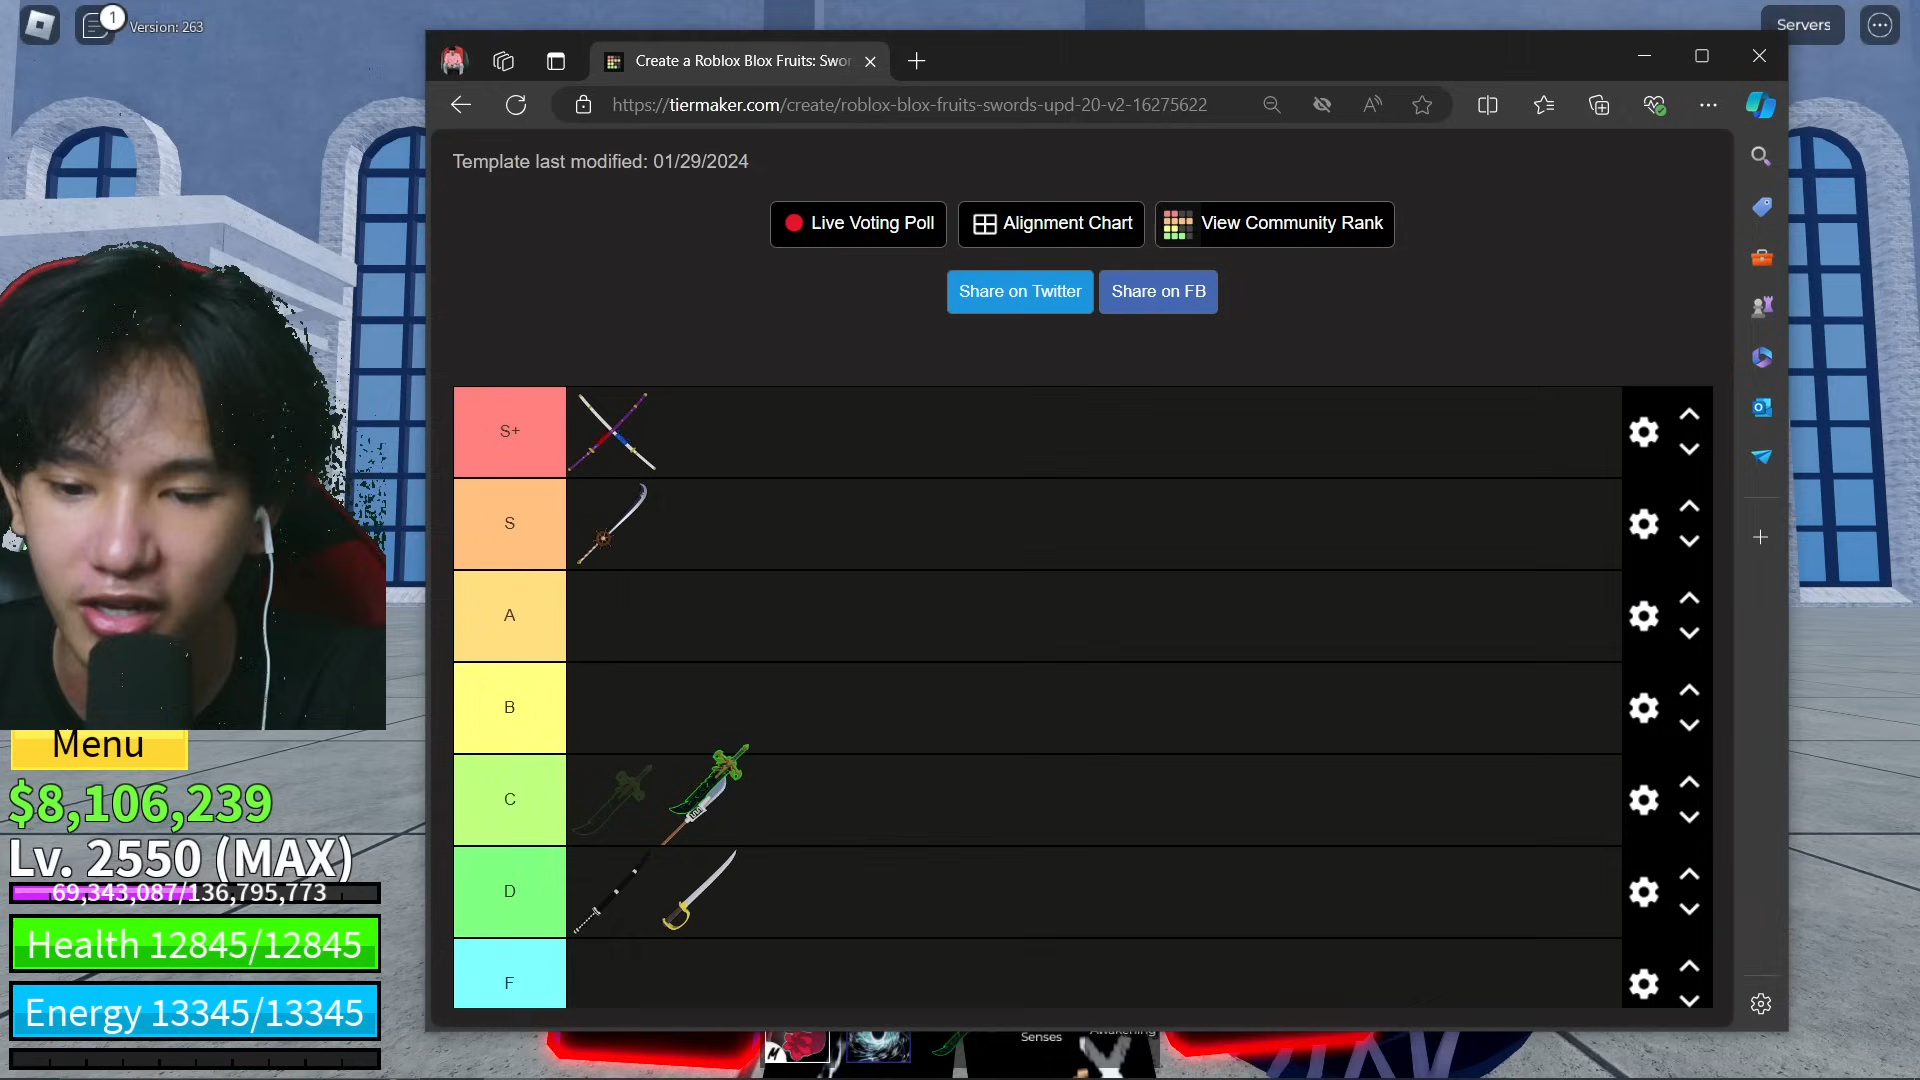 1
Version: 263
Servers
Create a Roblox Blox Fruits: Swor
https://tiermaker.com/create/roblox-blox-fruits-swords-upd-20-v2-16275622
Template last modified: 01/29/2024
Live Voting Poll
Alignment Chart
View Community Rank
Share on Twitter
Share on FB
S+
S
A
B
C
D
F
Menu
$8,106,239
Lv. 2550 (MAX)
69,343,087/136,795,773
Health 12845/12845
Energy 13345/13345
M
Senses
Awakening